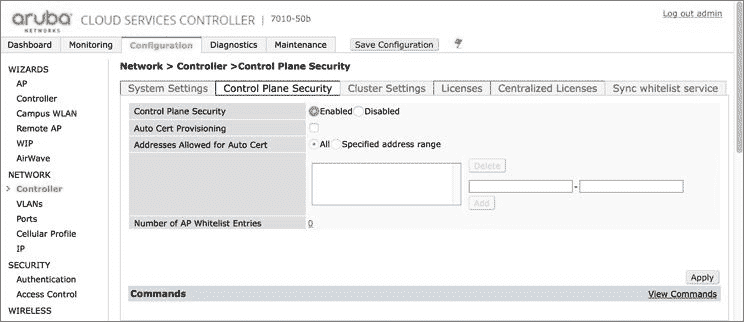 aruba NETWORKS CLOUD SERVICES CONTROLLER | 7010-50b Log out admin
Dashboard Monitoring Configuration Diagnostics Maintenance Save Configuration
WIZARDS
AP
Controller
Campus WLAN
Remote AP
WIP
AirWave
NETWORK
> Controller
VLANs
Ports
Cellular Profile
IP
SECURITY
Authentication
Access Control
WIRELESS
Network > Controller >Control Plane Security
System Settings Control Plane Security Cluster Settings Licenses Centralized Licenses Sync whitelist service
Control Plane Security Enabled Disabled
Auto Cert Provisioning
Addresses Allowed for Auto Cert All Specified address range
Delete
-
Add
Number of AP Whitelist Entries 0
Apply
Commands View Commands